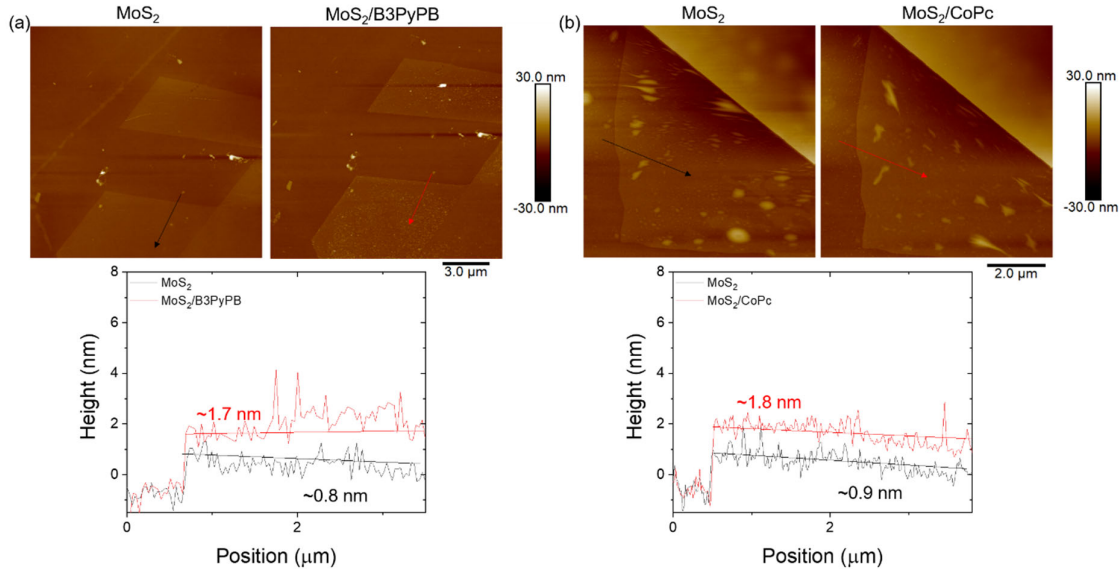 (a)
MoS₂
MoS₂/B3PyPB
30.0 nm
-30.0 nm
3.0 μm
MoS₂
MoS₂/B3PyPB
~1.7 nm
~0.8 nm
8
6
4
2
0
0
2
Height (nm)
Position (μm)
(b)
MoS₂
MoS₂/CoPc
30.0 nm
-30.0 nm
2.0 μm
MoS₂
MoS₂/CoPc
~1.8 nm
~0.9 nm
8
6
4
2
0
0
2
Height (nm)
Position (μm)